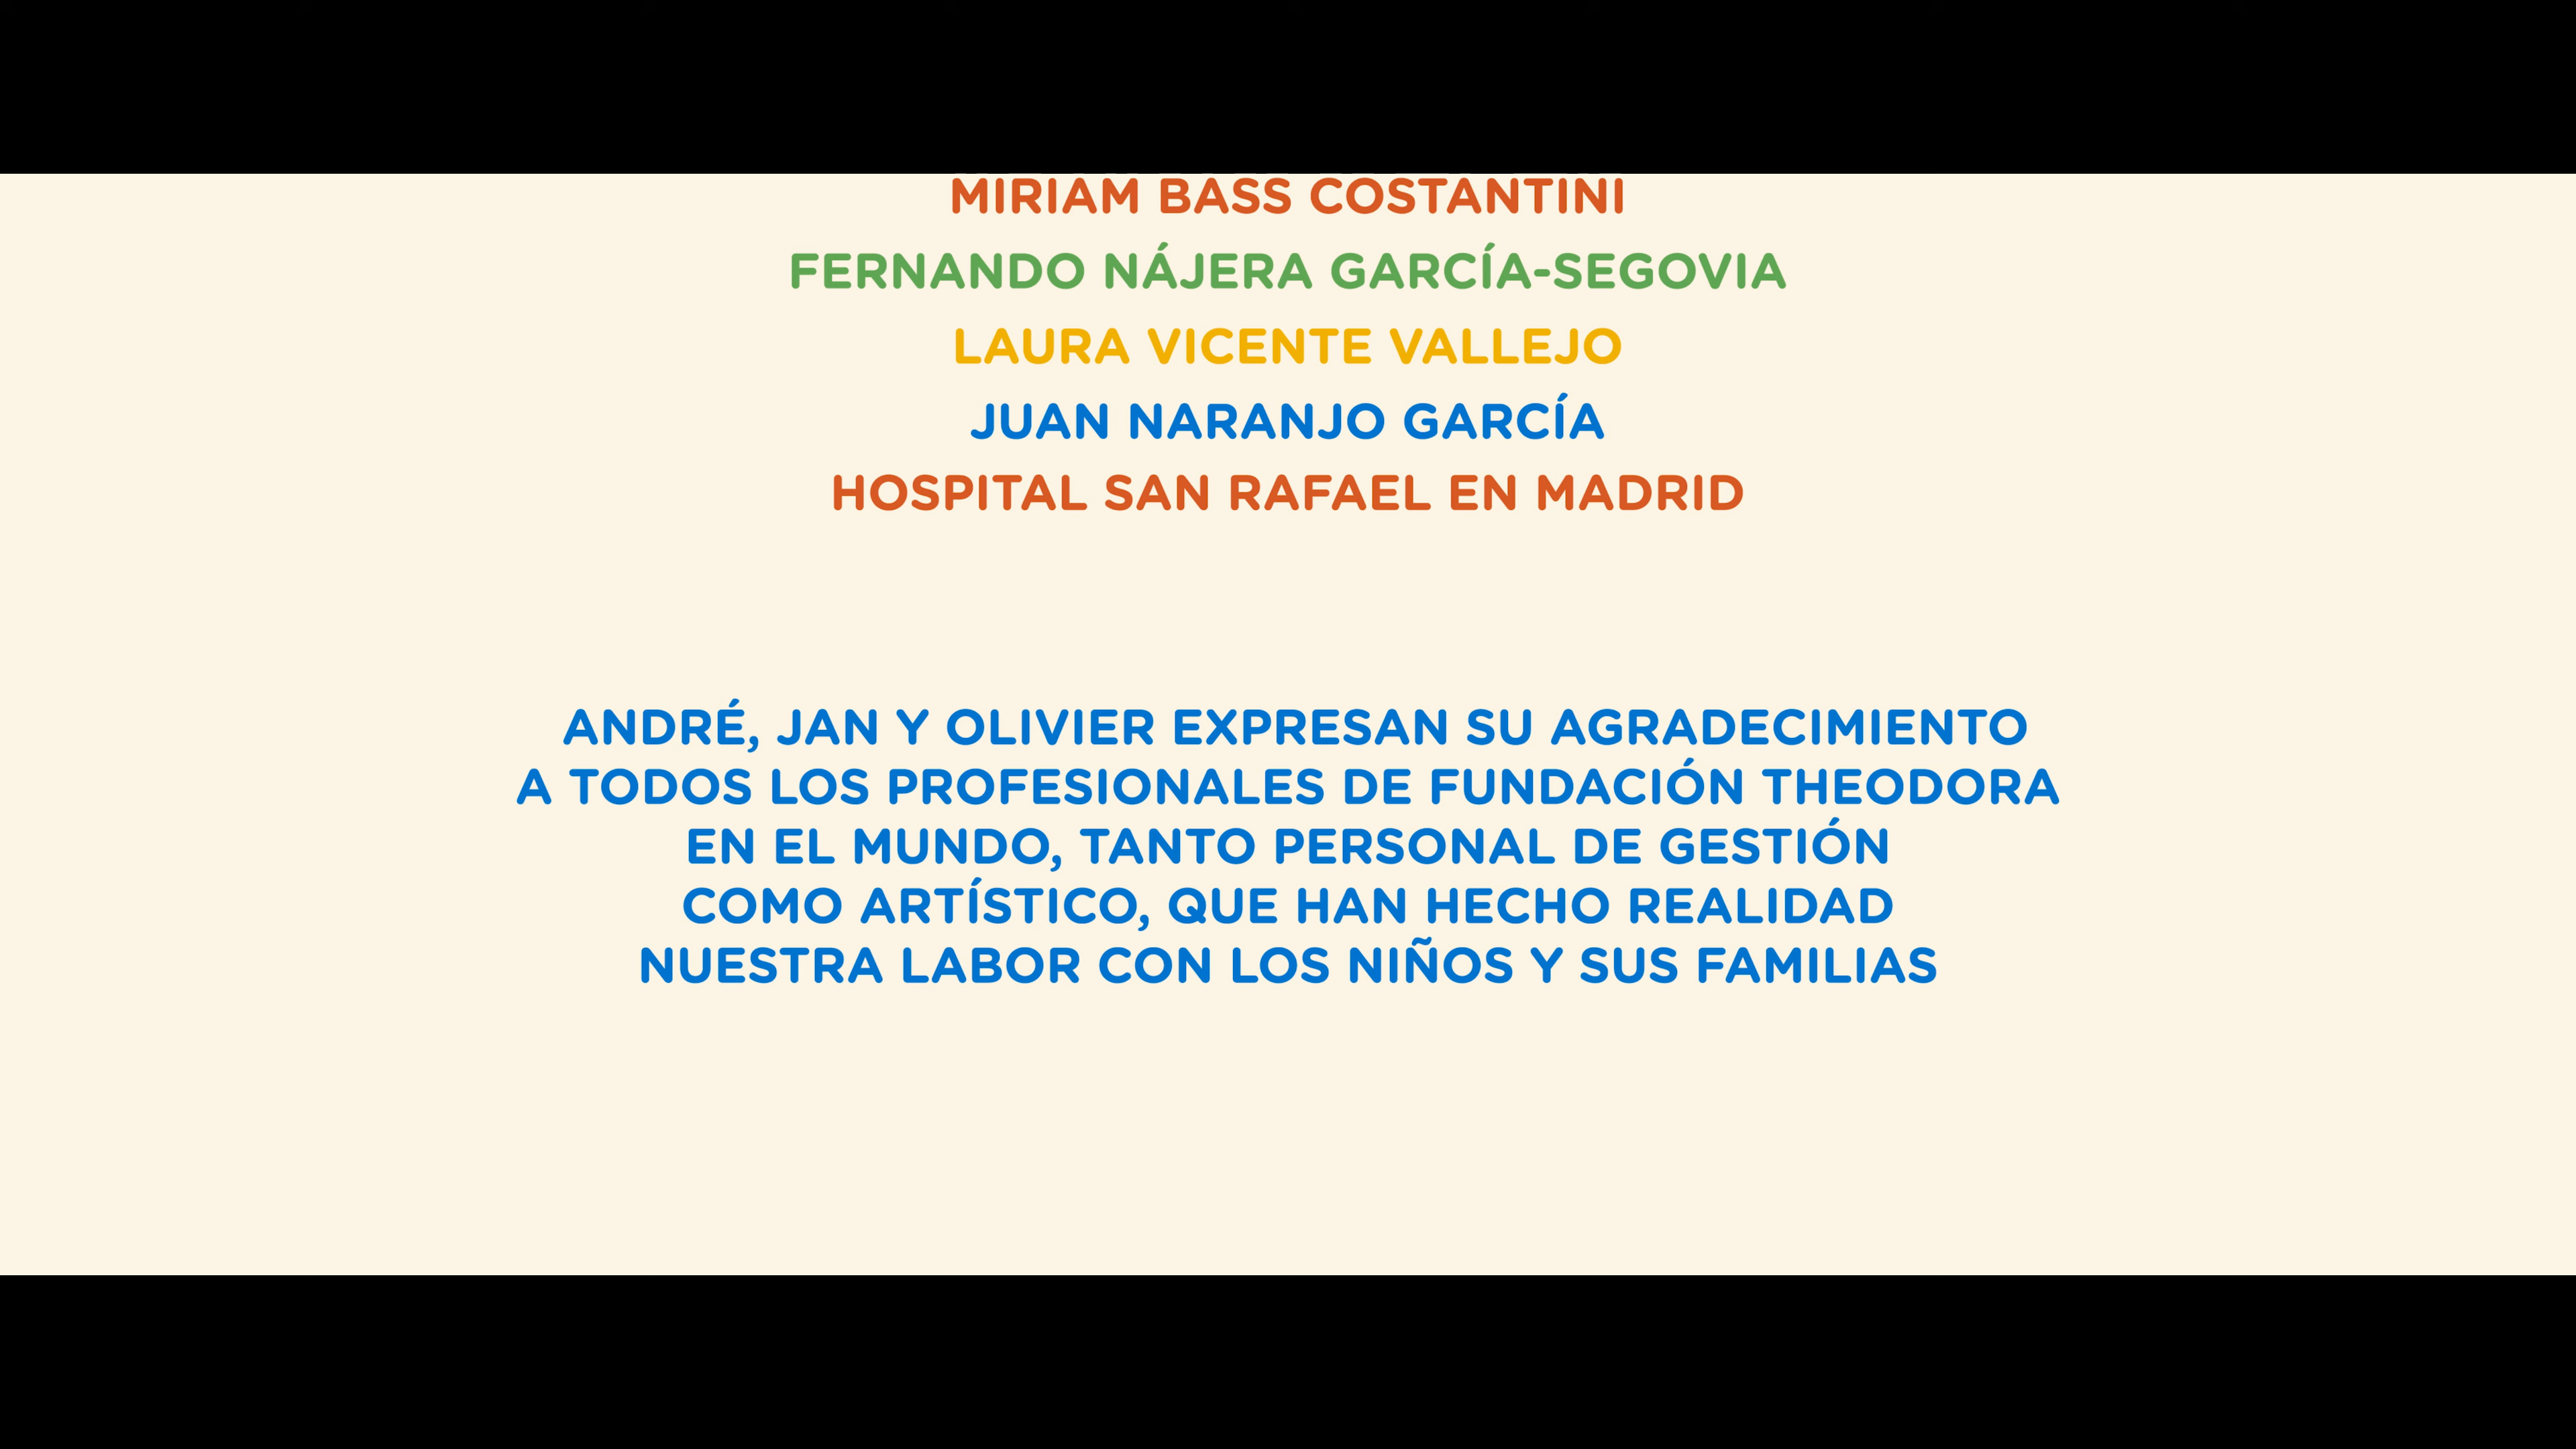 MIRIAM BASS COSTANTINI
FERNANDO NÁJERA GARCÍA-SEGOVIA
LAURA VICENTE VALLEJO
JUAN NARANJO GARCÍA
HOSPITAL SAN RAFAEL EN MADRID
ANDRÉ, JAN Y OLIVIER EXPRESAN SU AGRADECIMIENTO
A TODOS LOS PROFESIONALES DE FUNDACIÓN THEODORA
EN EL MUNDO, TANTO PERSONAL DE GESTIÓN
COMO ARTÍSTICO, QUE HAN HECHO REALIDAD
NUESTRA LABOR CON LOS NIÑOS Y SUS FAMILIAS